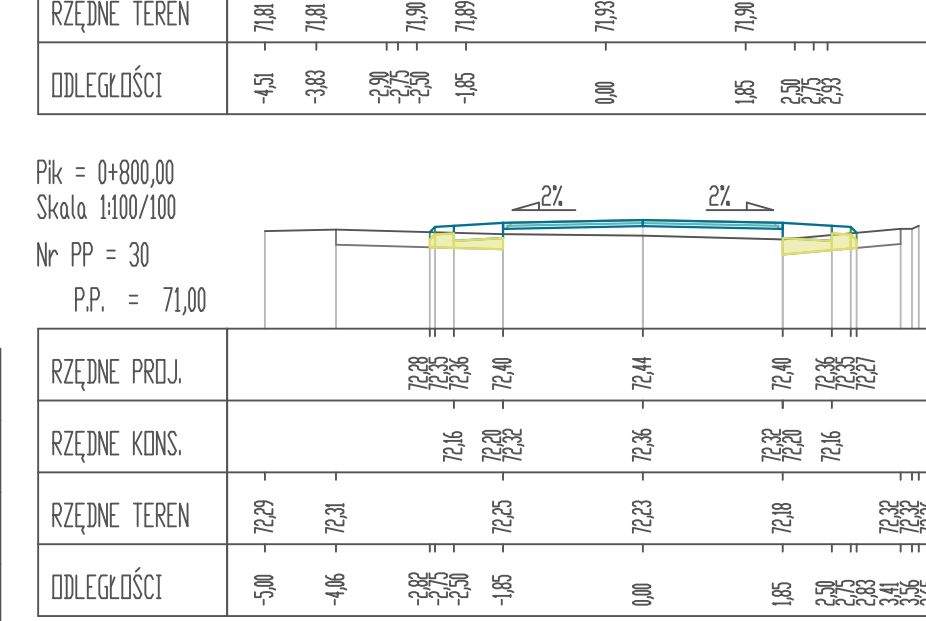 RZĘDNE TEREN 71,81 71,81 71,90 71,89 71,93 71,90
ODLEGŁOŚCI -4,51 -3,83 -2,90 -2,75 -2,50 -1,85 0,00 1,85 2,50 2,75 2,93
Pik = 0+800,00
Skala 1:100/100
2% 2%
Nr PP = 30
P.P. = 71,00
RZĘDNE PROJ. 72,28 72,35 72,36 72,40 72,44 72,40 72,36 72,35 72,27
RZĘDNE KONS. 72,16 72,20 72,32 72,36 72,32 72,20 72,16
RZĘDNE TEREN 72,29 72,31 72,25 72,23 72,18 72,32 72,32
ODLEGŁOŚCI -5,00 -4,06 -2,82 -2,75 -2,50 -1,85 0,00 1,85 2,50 2,75 2,83 3,41 3,56